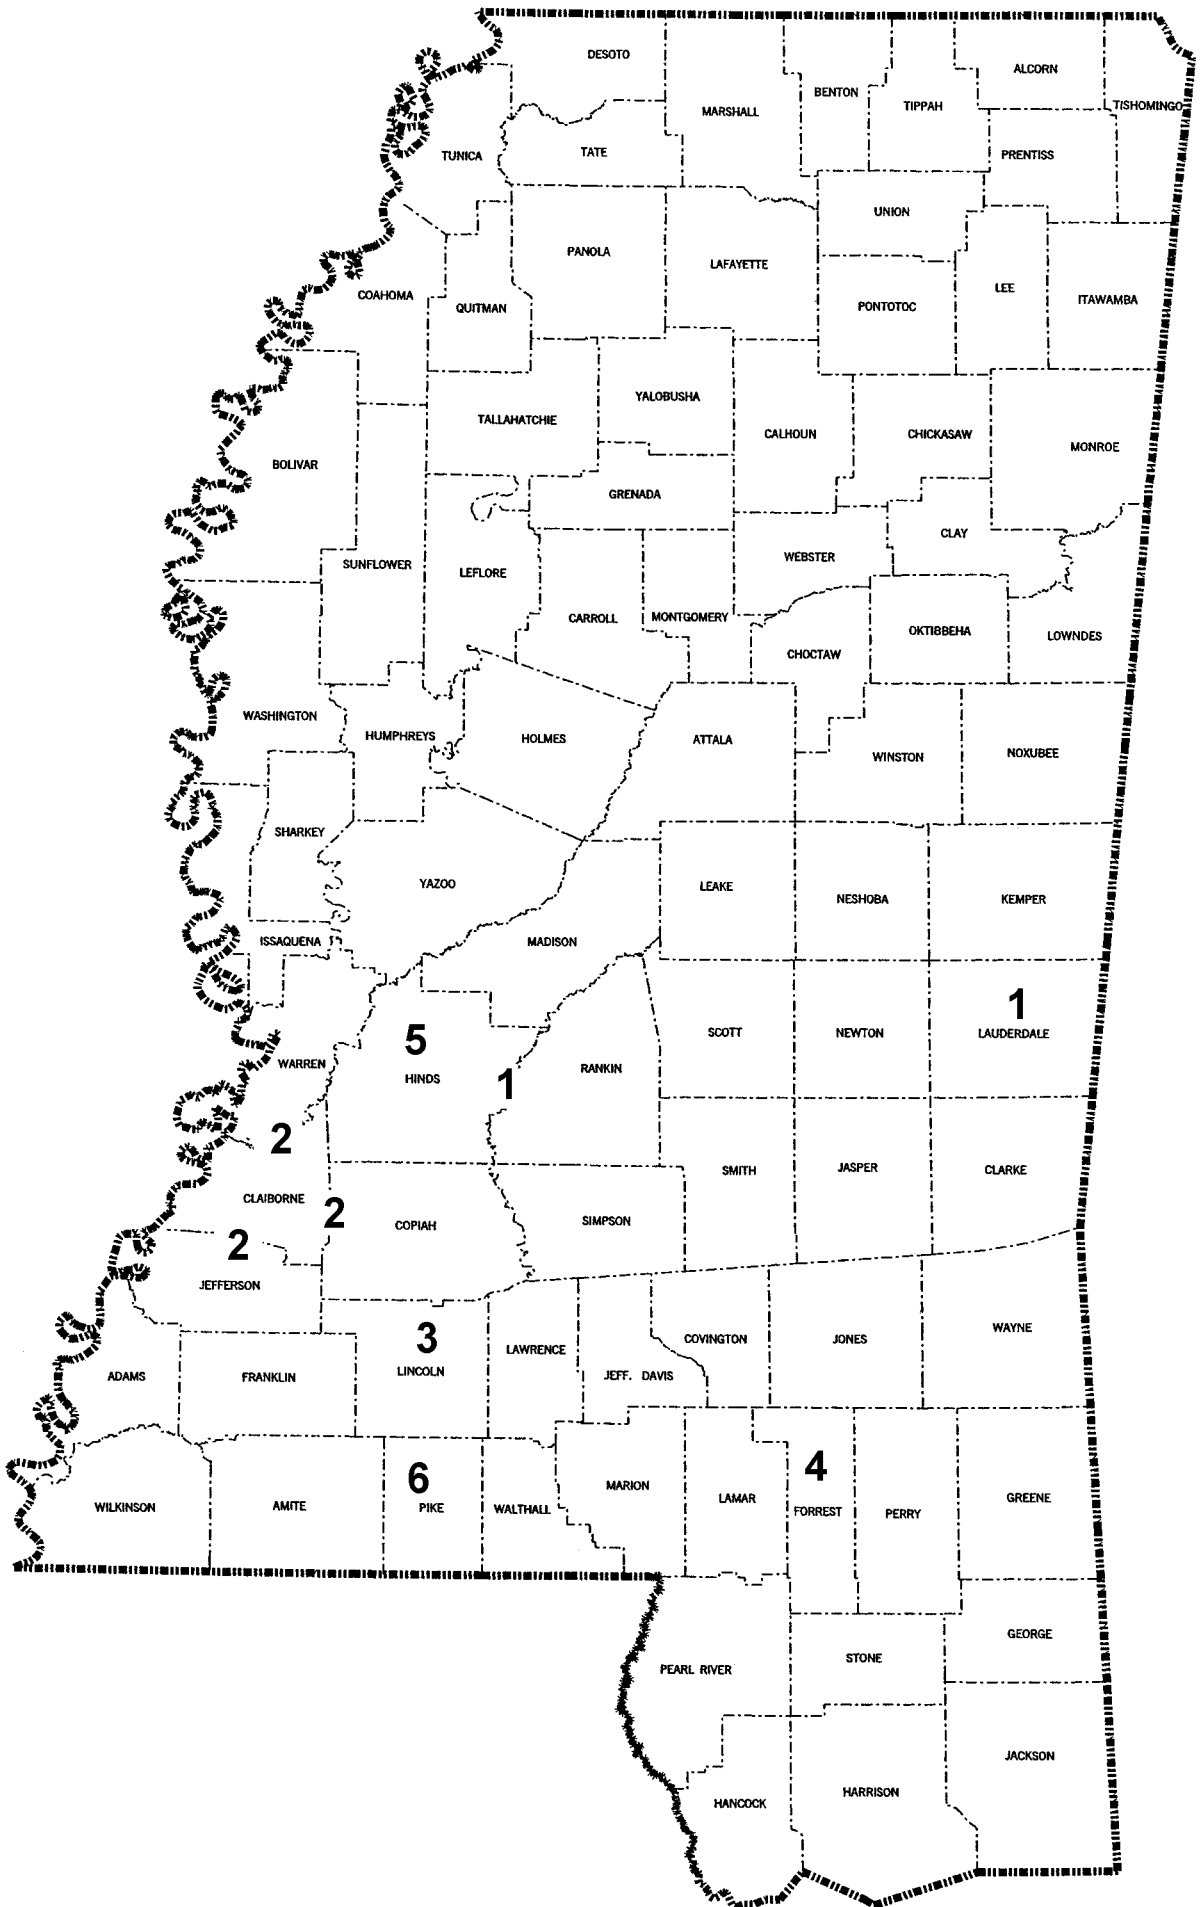 DESOTO
ALCORN
BENTON
TISHOMINGO
TIPPAH
MARSHALL
TATE
PRENTISS
TUNICA
UNION
PANOLA
LAFAYETTE
LEE
COAHOMA
ITAWAMBA
QUITMAN
PONTOTOC
YALOBUSHA
TALLAHATCHIE
CALHOUN
CHICKASAW
MONROE
BOLIVAR
GRENADA
CLAY
WEBSTER
SUNFLOWER
LEFLORE
CARROLL
MONTGOMERY
OKTIBBEHA
LOWNDES
CHOCTAW
WASHINGTON
HUMPHREYS
HOLMES
ATTALA
WINSTON
NOXUBEE
SHARKEY
YAZOO
LEAKE
NESHOBA
KEMPER
ISSAQUENA
MADISON
1
SCOTT
NEWTON
LAUDERDALE
5
WARREN
HINDS
1
RANKIN
2
SMITH
JASPER
CLARKE
CLAIBORNE
2
COPIAH
SIMPSON
2
JEFFERSON
3
LINCOLN
LAWRENCE
COVINGTON
JONES
WAYNE
ADAMS
FRANKLIN
JEFF. DAVIS
6
4
WILKINSON
AMITE
PIKE
WALTHALL
MARION
LAMAR
FORREST
PERRY
GREENE
GEORGE
STONE
PEARL RIVER
JACKSON
HANCOCK
HARRISON